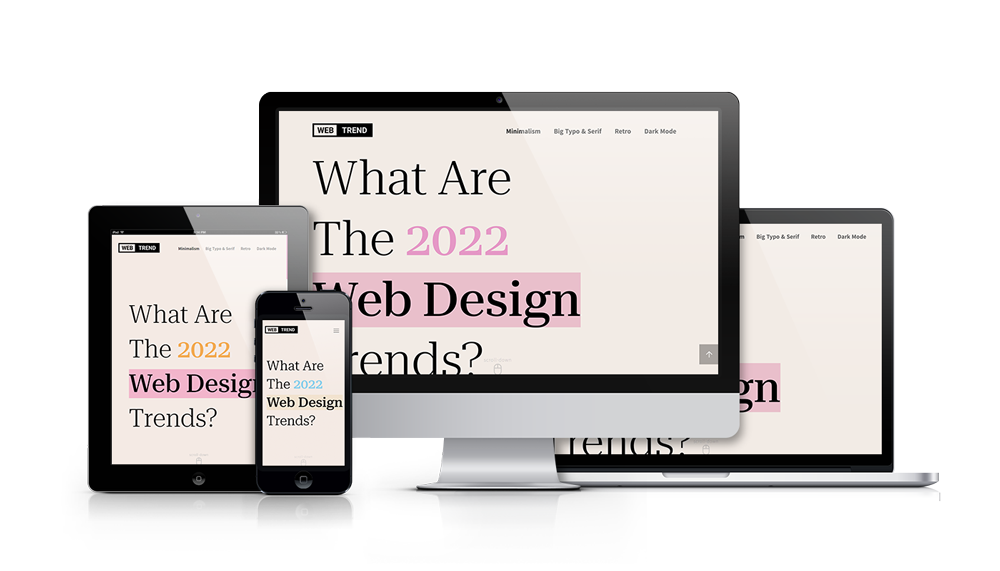 WEB TREND
Minimalism Big Typo & Serif Retro Dark Mode
What Are
The 2022
Web Design
Trends?
WEB TREND
Minimalism Big Typo & Serif Retro Dark Mode
What Are
The 2022
Web Design
Trends?
WEB TREND
What Are
The 2022
Web Design
Trends?
Big Typo & Serif Retro Dark Mode
gn
Trends?